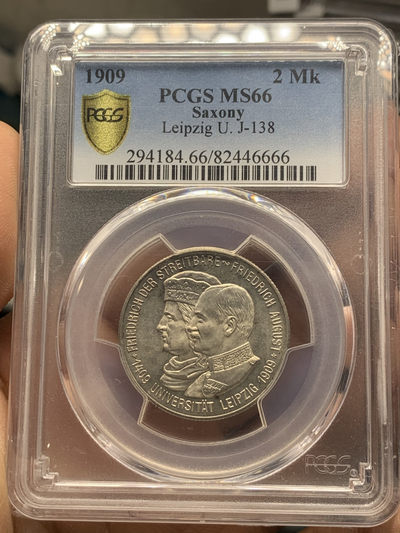 1909 2 Mk
PCGS
PCGS MS66
Saxony
Leipzig U. J-138
294184.66/82446666
FRIEDRICH DER STREITBARE ~ FRIEDRICH AUGUST
* 1409 UNIVERSITÄT LEIPZIG 1909 *
PCGS